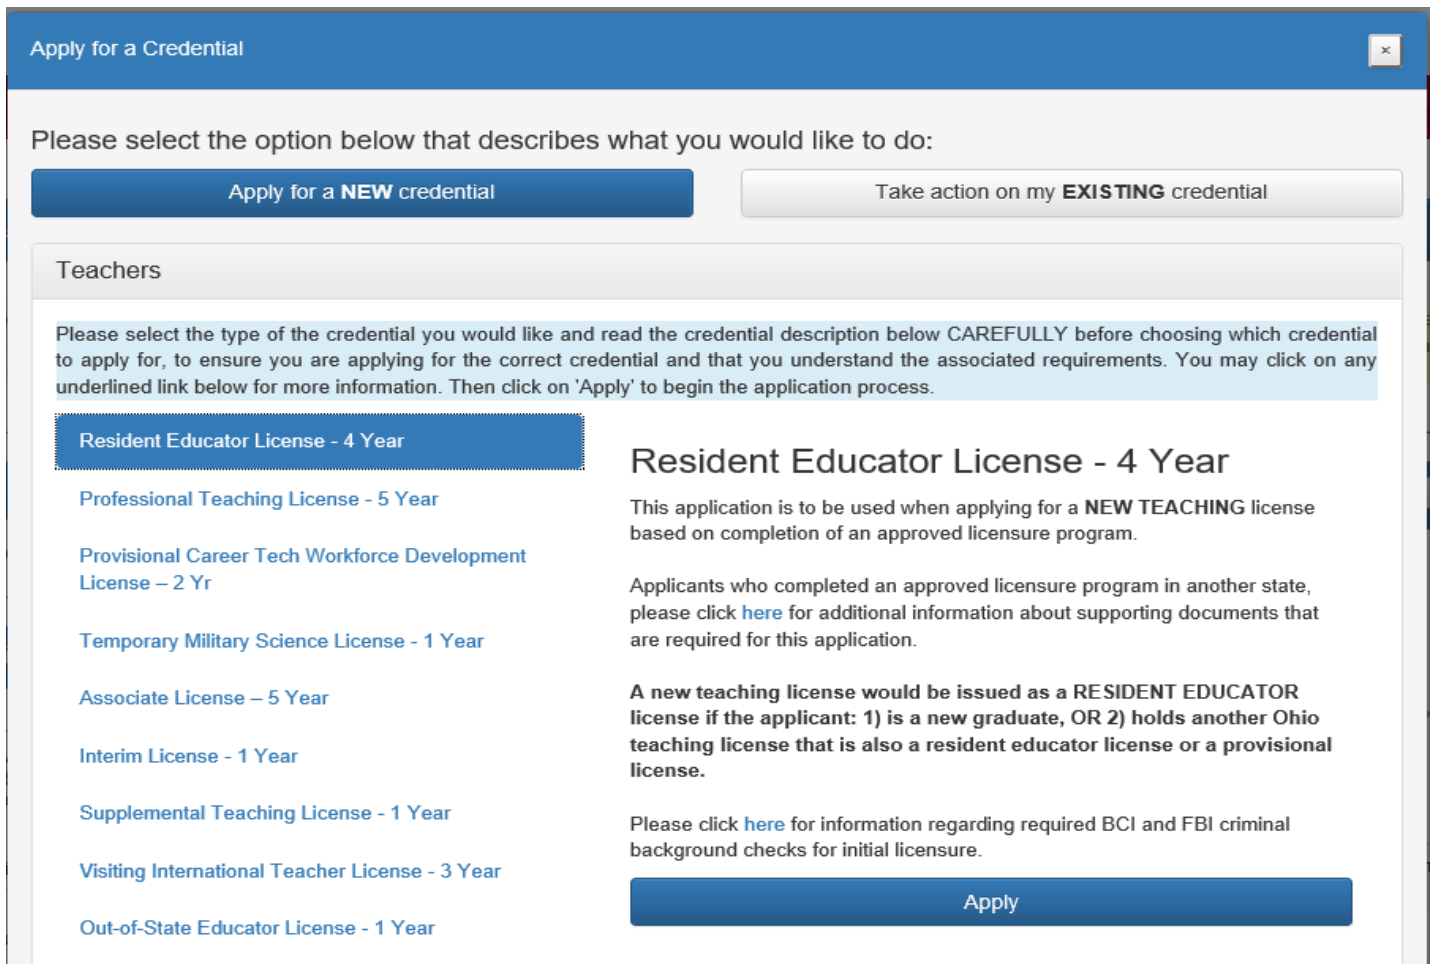 Apply for a Credential
×
Please select the option below that describes what you would like to do:
Apply for a NEW credential
Take action on my EXISTING credential
Teachers
Please select the type of the credential you would like and read the credential description below CAREFULLY before choosing which credential
to apply for, to ensure you are applying for the correct credential and that you understand the associated requirements. You may click on any
underlined link below for more information. Then click on 'Apply' to begin the application process.
Resident Educator License - 4 Year
Professional Teaching License - 5 Year
Provisional Career Tech Workforce Development
License – 2 Yr
Temporary Military Science License - 1 Year
Associate License – 5 Year
Interim License - 1 Year
Supplemental Teaching License - 1 Year
Visiting International Teacher License - 3 Year
Out-of-State Educator License - 1 Year
Resident Educator License - 4 Year
This application is to be used when applying for a NEW TEACHING license
based on completion of an approved licensure program.
Applicants who completed an approved licensure program in another state,
please click here for additional information about supporting documents that
are required for this application.
A new teaching license would be issued as a RESIDENT EDUCATOR
license if the applicant: 1) is a new graduate, OR 2) holds another Ohio
teaching license that is also a resident educator license or a provisional
license.
Please click here for information regarding required BCI and FBI criminal
background checks for initial licensure.
Apply